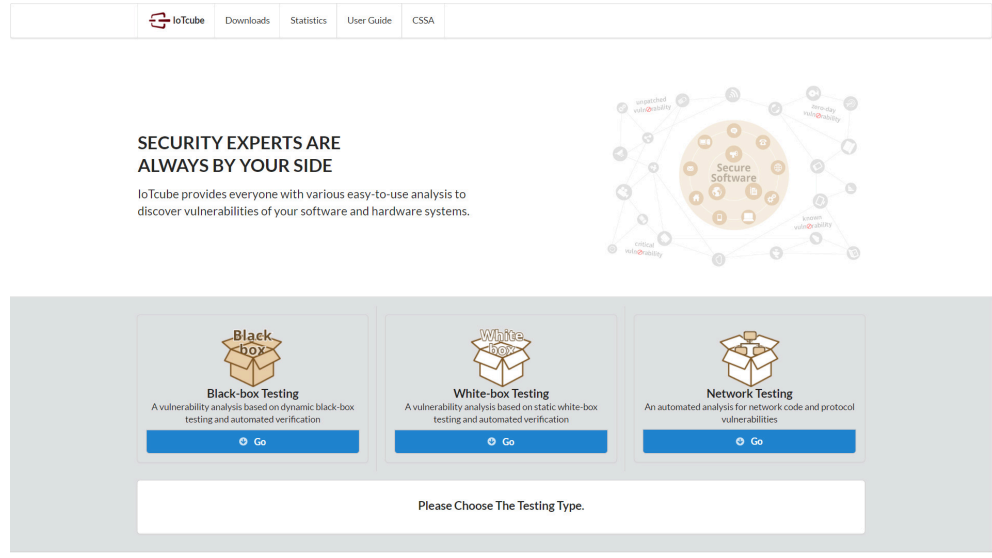 IoTcube
Downloads
Statistics
User Guide
CSSA
SECURITY EXPERTS ARE
ALWAYS BY YOUR SIDE
IoTcube provides everyone with various easy-to-use analysis to
discover vulnerabilities of your software and hardware systems.
unpatched
vulnerability
zero-day
vulnerability
Secure
Software
known
vulnerability
critical
vulnerability
Black
box
Black-box Testing
A vulnerability analysis based on dynamic black-box
testing and automated verification
Go
White
box
White-box Testing
A vulnerability analysis based on static white-box
testing and automated verification
Go
Network Testing
An automated analysis for network code and protocol
vulnerabilities
Go
Please Choose The Testing Type.